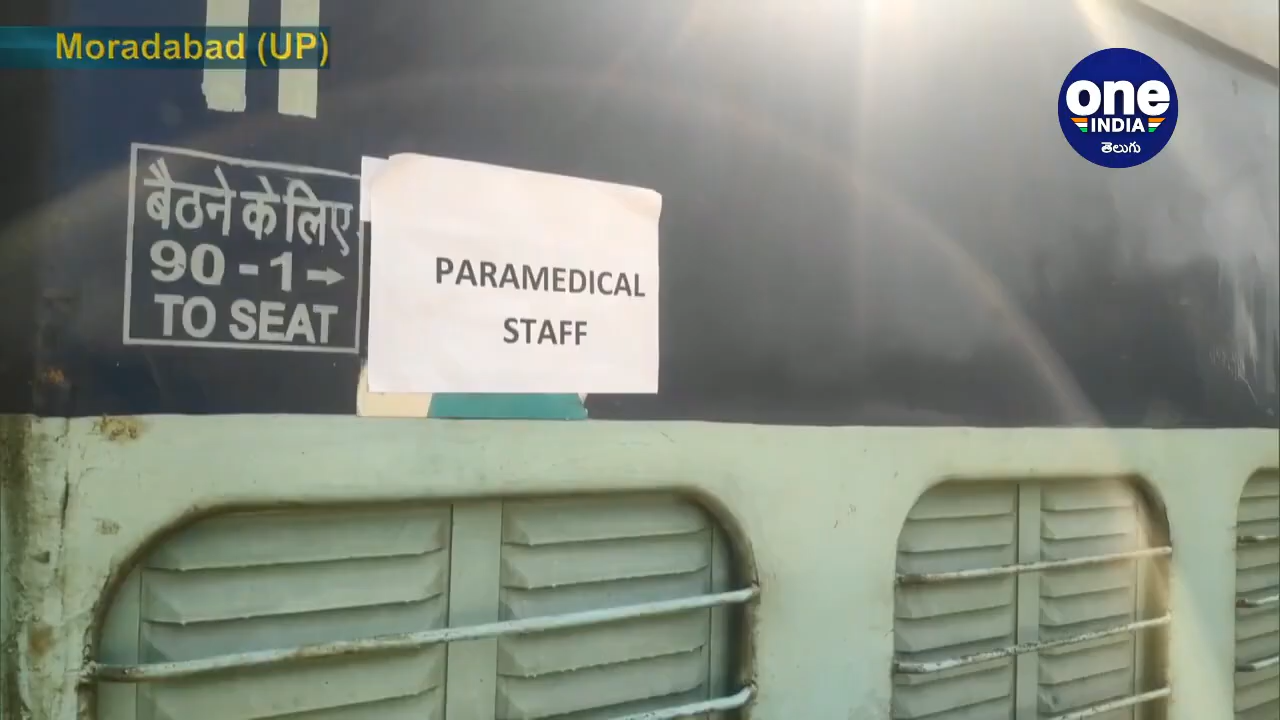 Moradabad (UP)
one
INDIA
తెలుగు
बैठने के लिए
90-1→
TO SEAT
PARAMEDICAL
STAFF